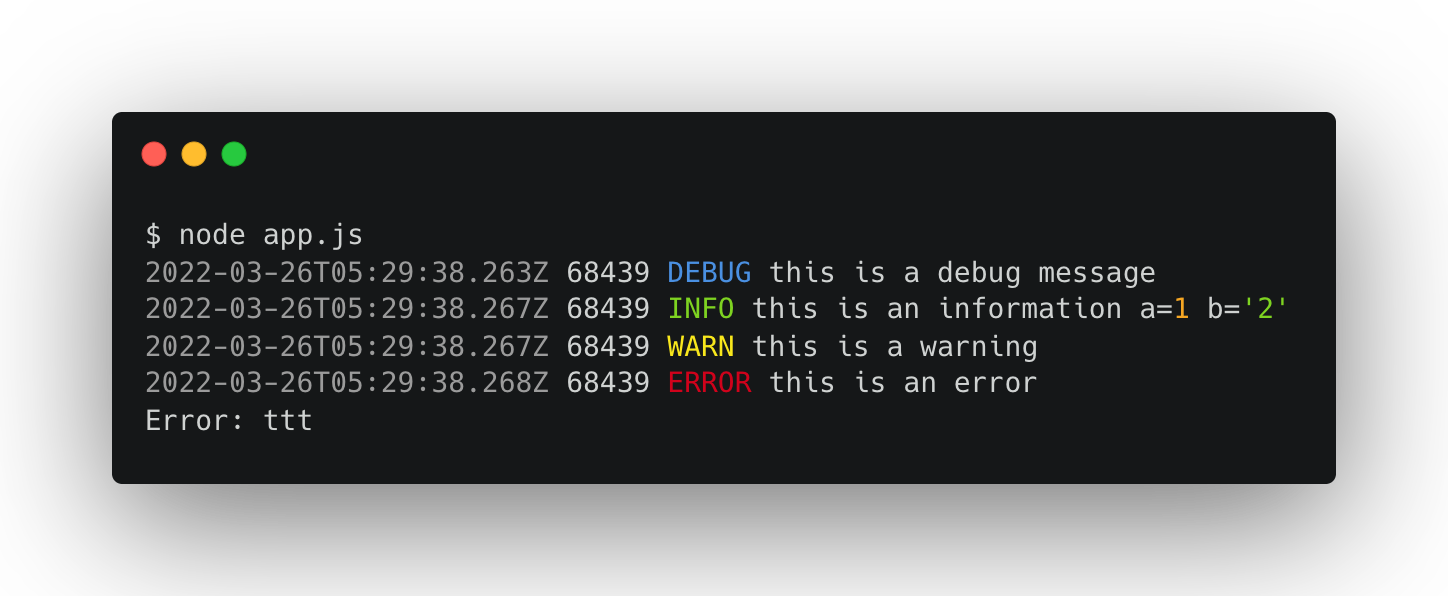 $ node app.js
2022-03-26T05:29:38.263Z 68439 DEBUG this is a debug message
2022-03-26T05:29:38.267Z 68439 INFO this is an information a=1 b='2'
2022-03-26T05:29:38.267Z 68439 WARN this is a warning
2022-03-26T05:29:38.268Z 68439 ERROR this is an error
Error: ttt